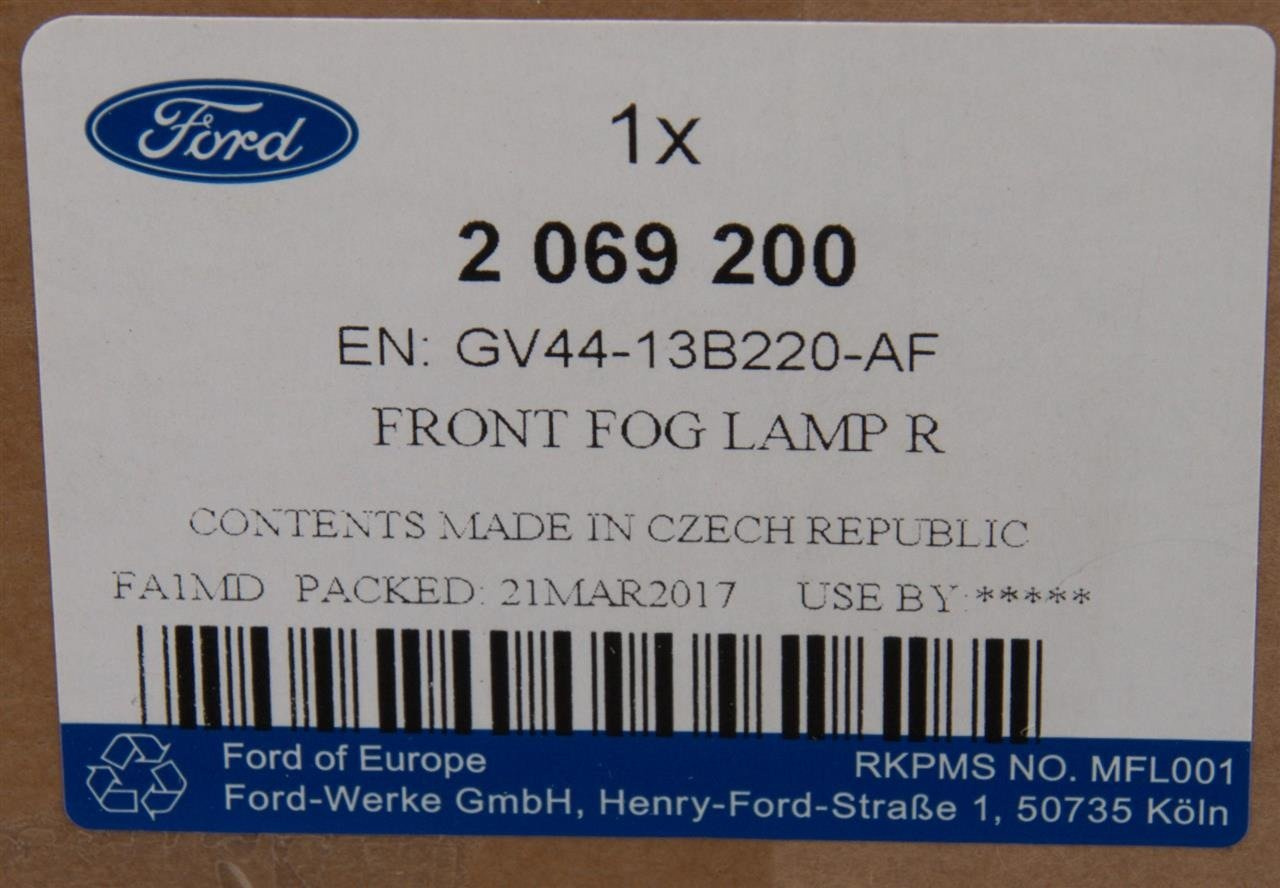 Ford
1x
2 069 200
EN: GV44-13B220-AF
FRONT FOG LAMP R
CONTENTS MADE IN CZECH REPUBLIC
FA1MD PACKED: 21MAR2017 USE BY:*****
Ford of Europe RKPMS NO. MFL001
Ford-Werke GmbH, Henry-Ford-Straße 1, 50735 Köln